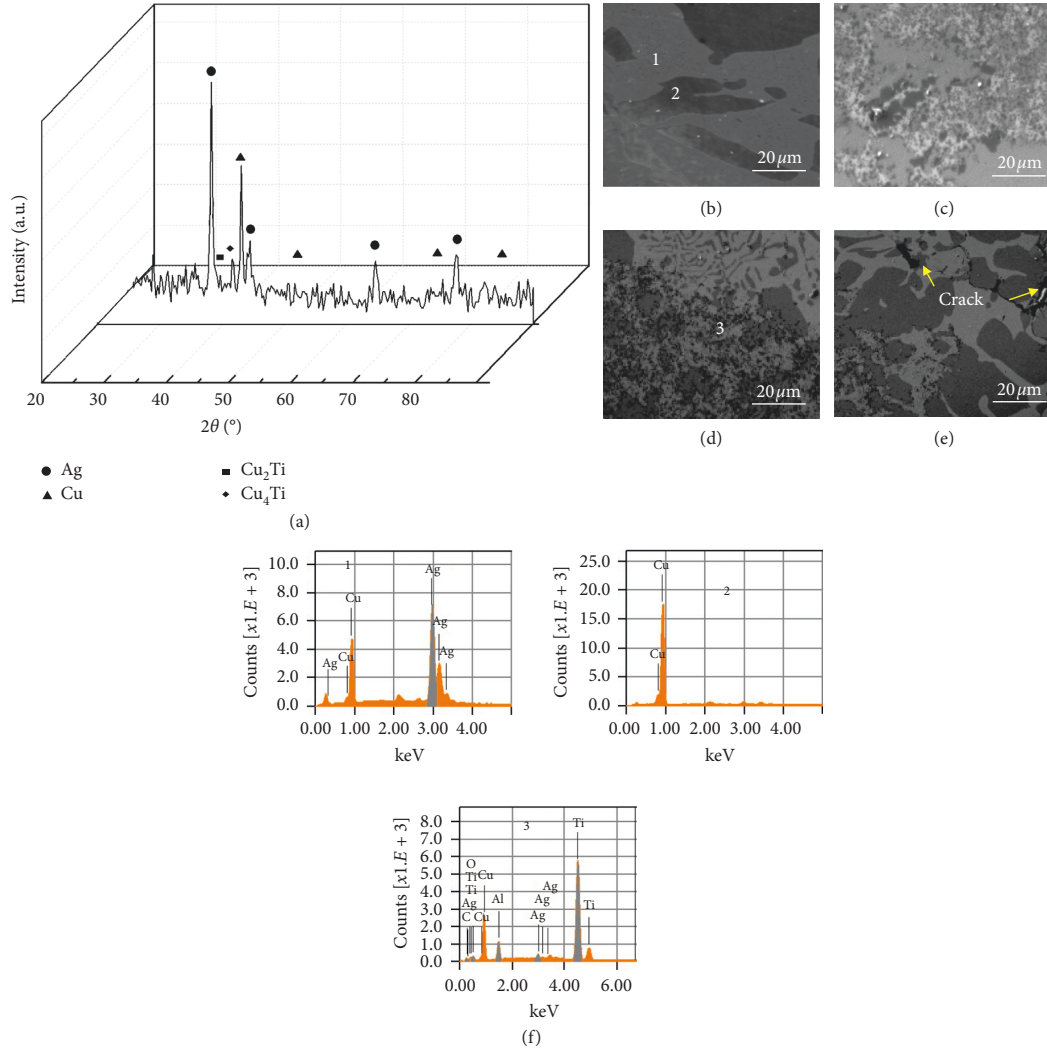 Intensity (a.u.)
20 30 40 50 60 70 80
2θ (°)
Ag
Cu
Cu2Ti
Cu4Ti
(a)
1
2
20 μm
(b)
20 μm
(c)
3
20 μm
(d)
Crack
20 μm
(e)
Counts [x1.E + 3]
10.0
8.0
6.0
4.0
2.0
0.0
1
Ag
Cu
Ag
Cu
Ag
Ag
0.00 1.00 2.00 3.00 4.00
keV
Counts [x1.E + 3]
25.0
20.0
15.0
10.0
5.0
0.0
Cu
2
Cu
0.00 1.00 2.00 3.00 4.00
keV
Counts [x1.E + 3]
8.0
7.0
6.0
5.0
4.0
3.0
2.0
1.0
0.0
3
Ti
O
Ti Cu
Ti
Ag
C Cu
Al
Ag
Ag
Ag
Ti
0.00 2.00 4.00 6.00
keV
(f)